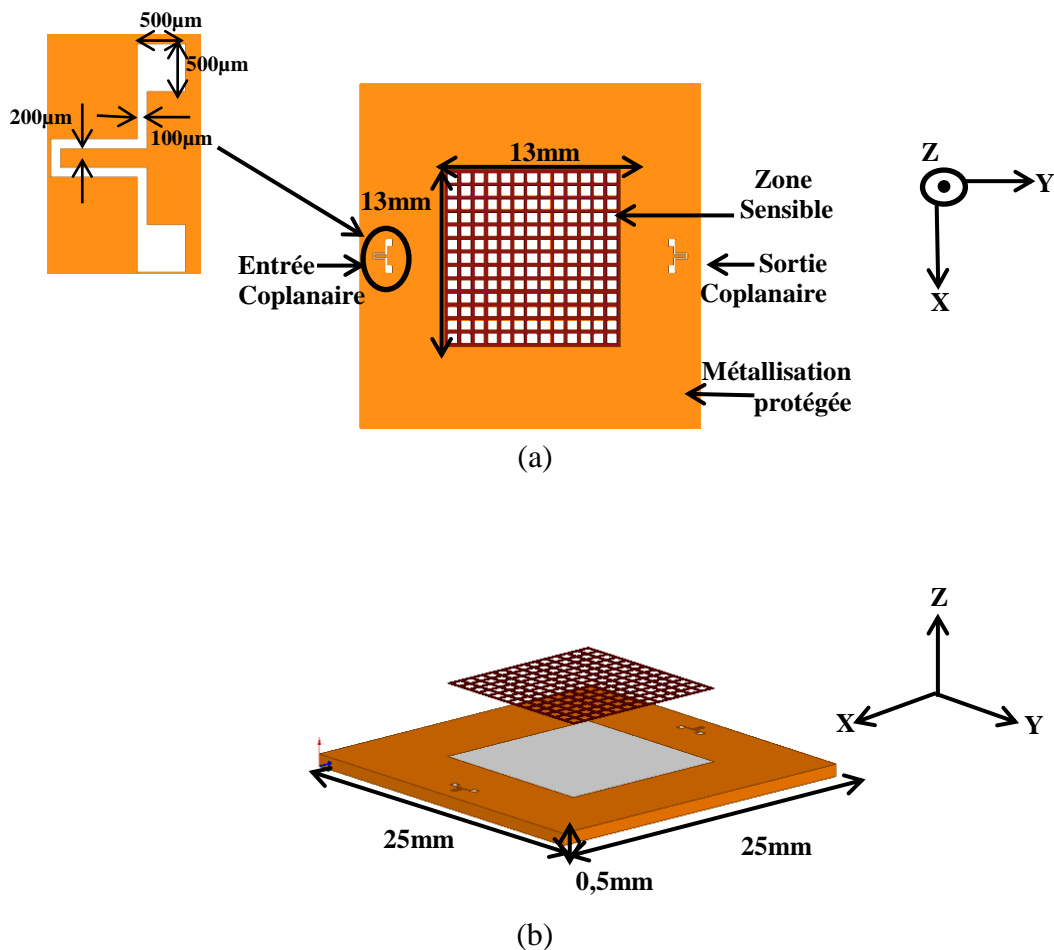 500µm
500µm
200µm
100µm
13mm
13mm
Zone
Sensible
Entrée
Coplanaire
Sortie
Coplanaire
Métallisation
protégée
Z
Y
X
(a)
Z
X
Y
25mm
25mm
0,5mm
(b)